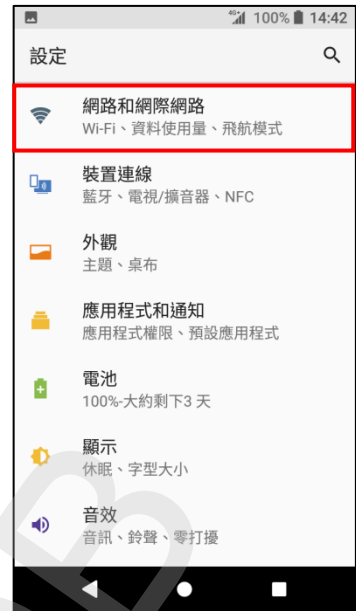 4G 100% 14:42
設定
網路和網際網路
Wi-Fi、資料使用量、飛航模式
裝置連線
藍牙、電視/擴音器、NFC
外觀
主題、桌布
應用程式和通知
應用程式權限、預設應用程式
電池
100%-大約剩下3 天
顯示
休眠、字型大小
音效
音訊、鈴聲、零打擾